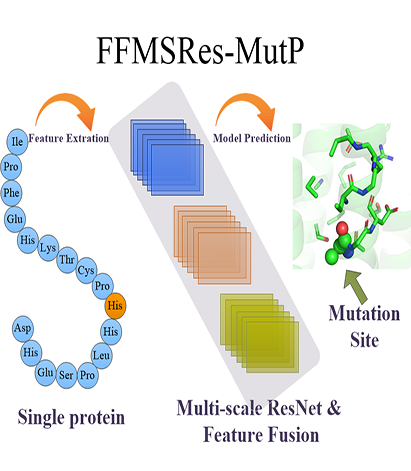 FFMSRes-MutP
Feature Extration
Model Prediction
Ile
Pro
Phe
Glu
His
Lys
Thr
Cys
Pro
His
His
Leu
Pro
Ser
Glu
His
Asp
Mutation
Site
Single protein
Multi-scale ResNet &
Feature Fusion